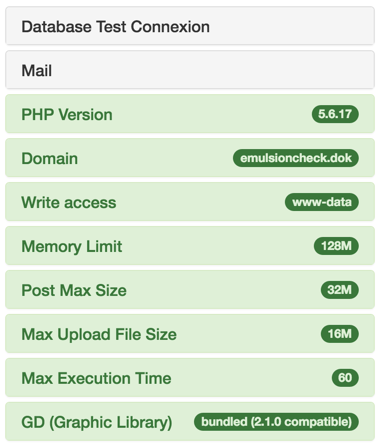 Database Test Connexion
Mail
PHP Version 5.6.17
Domain emulsioncheck.dok
Write access www-data
Memory Limit 128M
Post Max Size 32M
Max Upload File Size 16M
Max Execution Time 60
GD (Graphic Library) bundled (2.1.0 compatible)